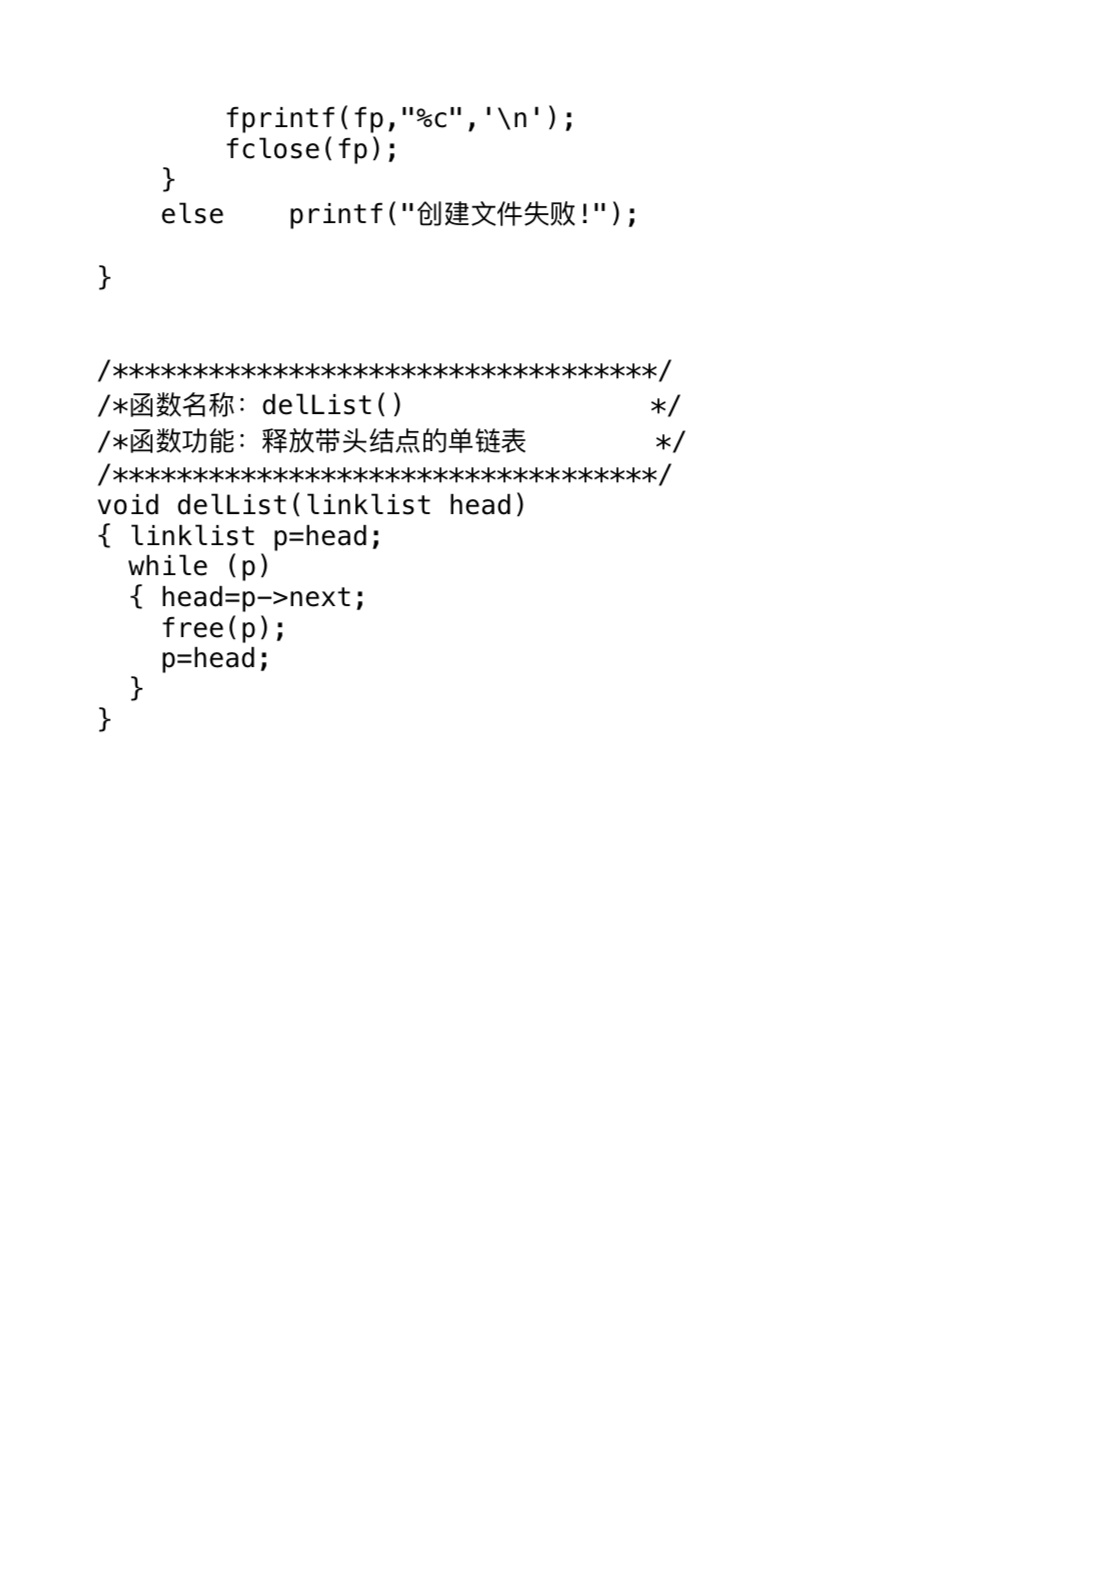 fprintf(fp,"%c",'\n');
        fclose(fp);
    }
    else    printf("创建文件失败!");

}


/**********************************/
/*函数名称：delList()               */
/*函数功能：释放带头结点的单链表        */
/**********************************/
void delList(linklist head)
{ linklist p=head;
  while (p)
  { head=p->next;
    free(p);
    p=head;
  }
}